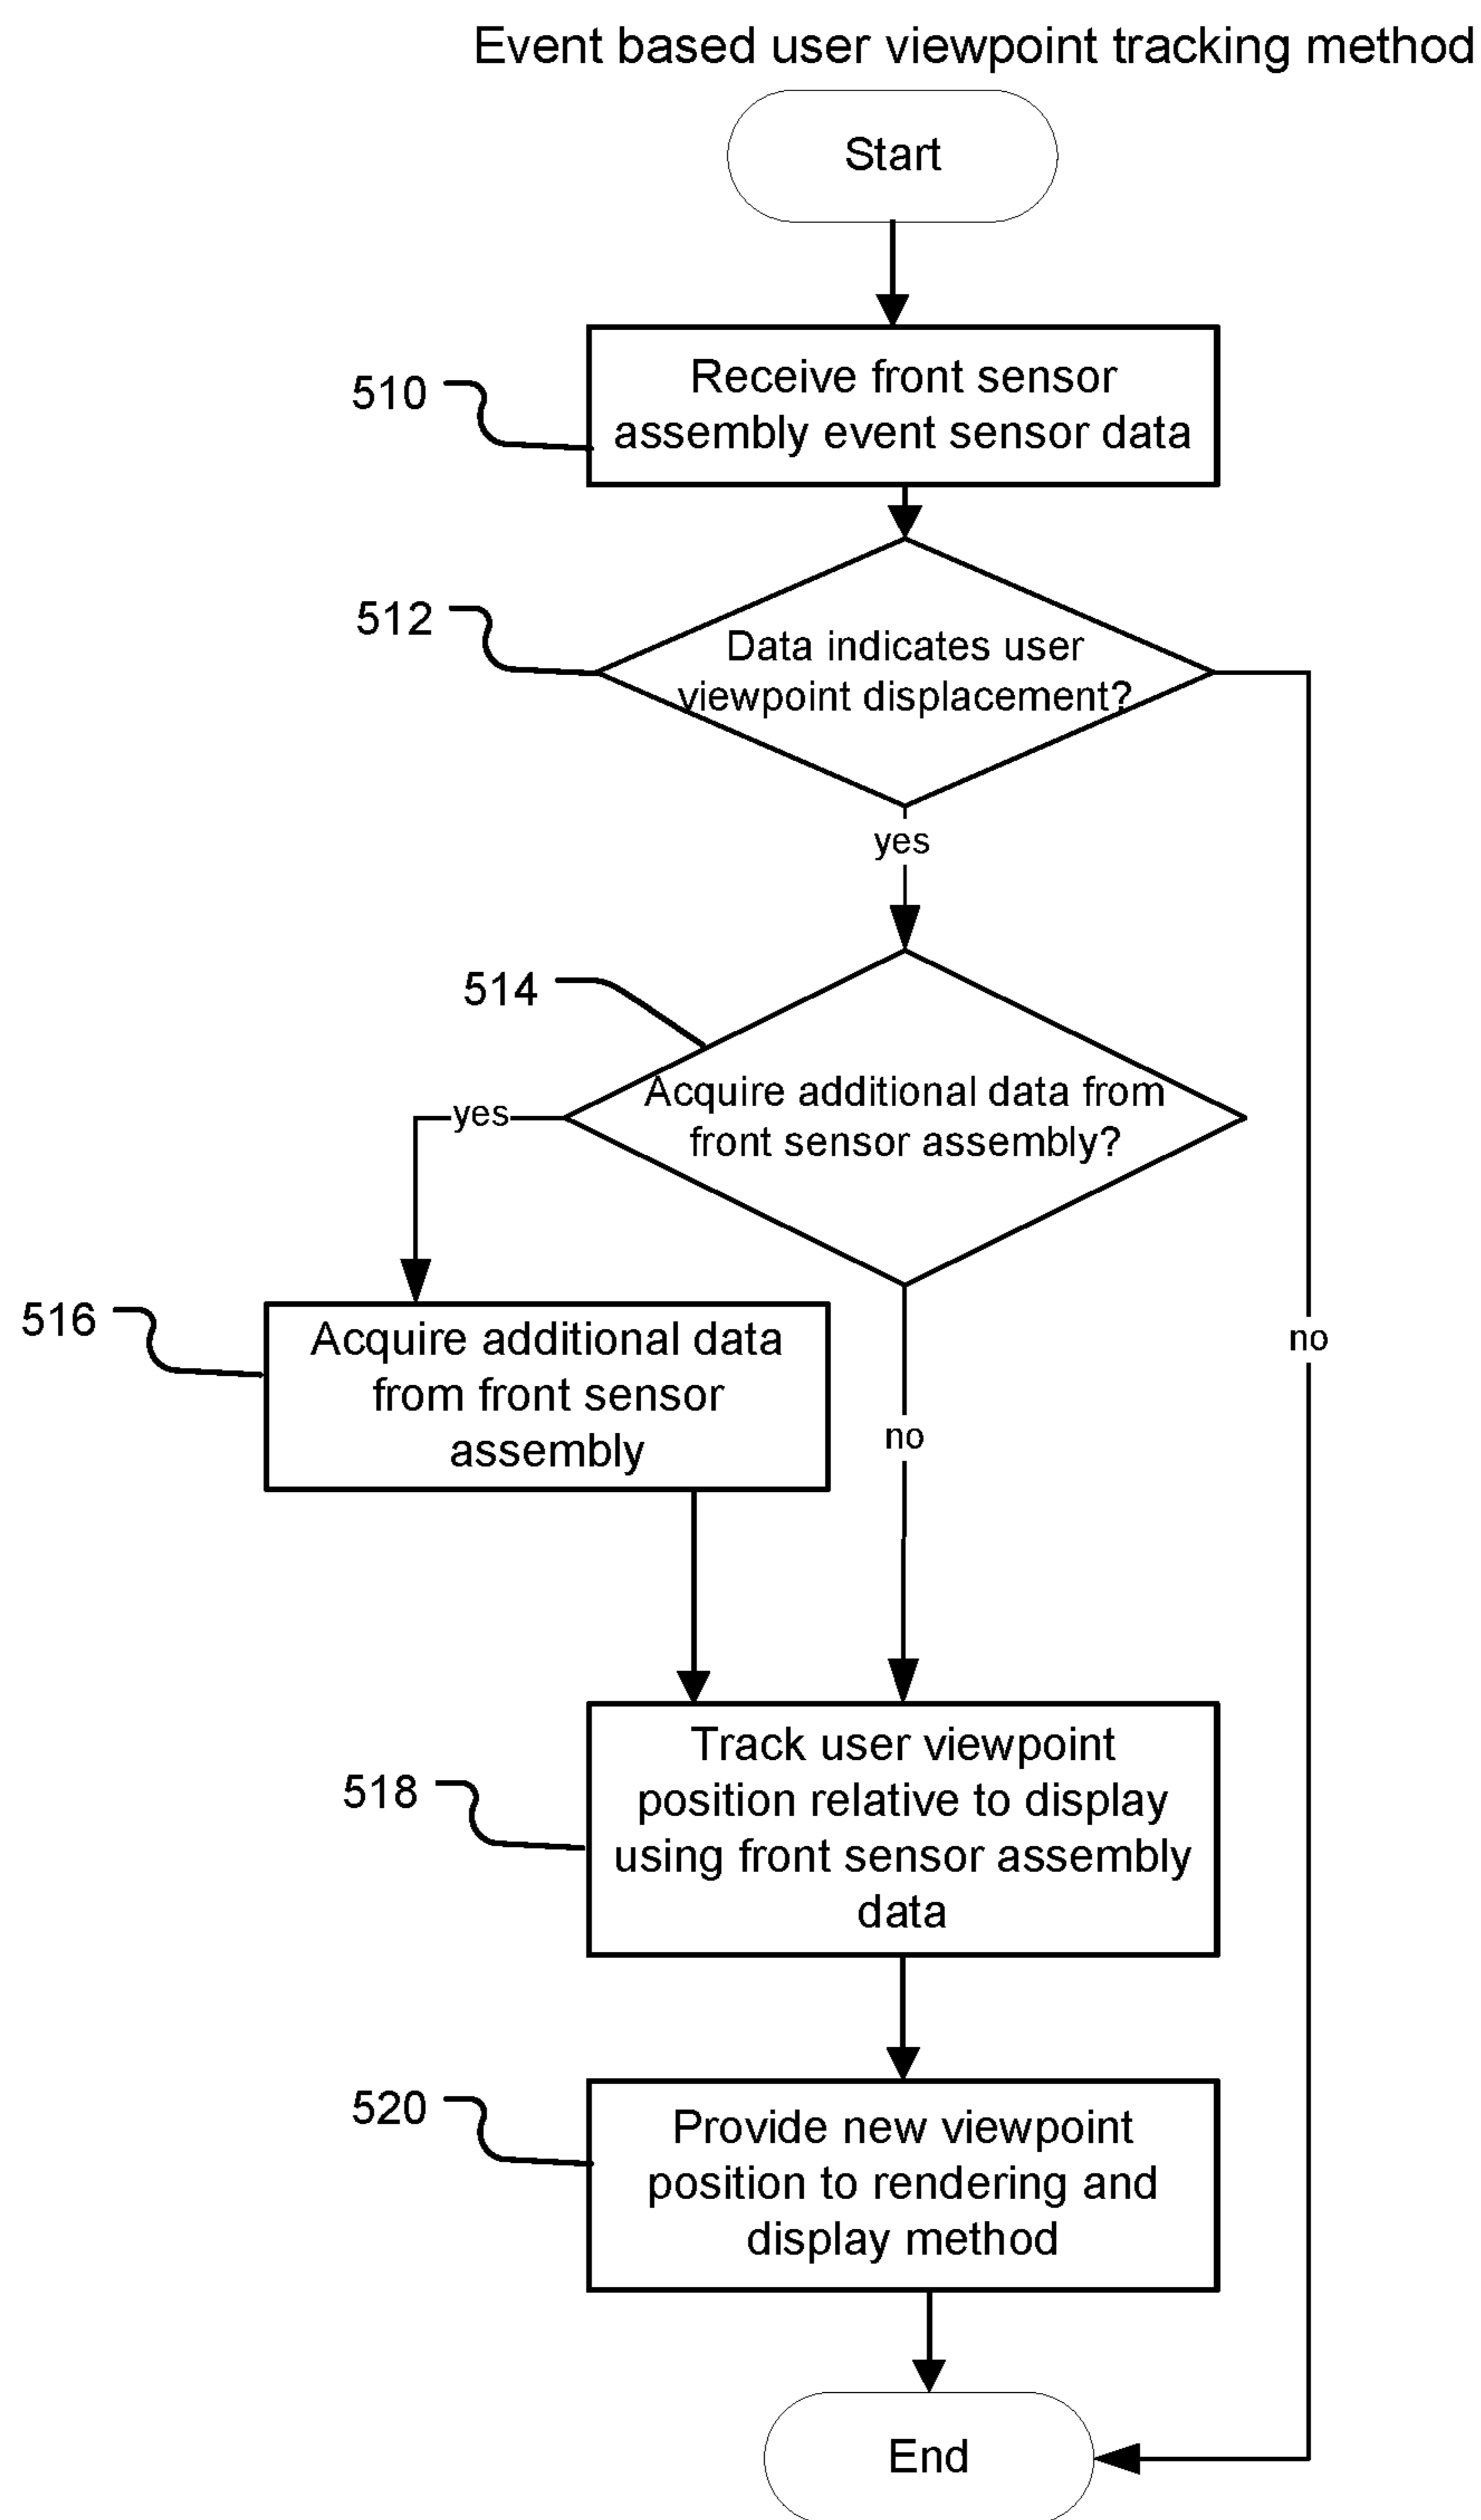 Event based user viewpoint tracking method
Start
510
Receive front sensor
assembly event sensor data
512
Data indicates user
viewpoint displacement?
yes
514
Acquire additional data from
front sensor assembly?
yes
516
Acquire additional data
from front sensor
assembly
no
no
518
Track user viewpoint
position relative to display
using front sensor assembly
data
520
Provide new viewpoint
position to rendering and
display method
End